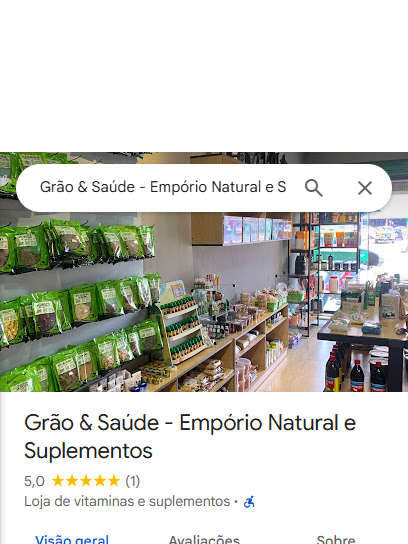 Grão & Saúde - Empório Natural e S
Grão & Saúde - Empório Natural e
Suplementos
5,0 ★★★★★ (1)
Loja de vitaminas e suplementos ·
Visão geral Avaliações Sobre